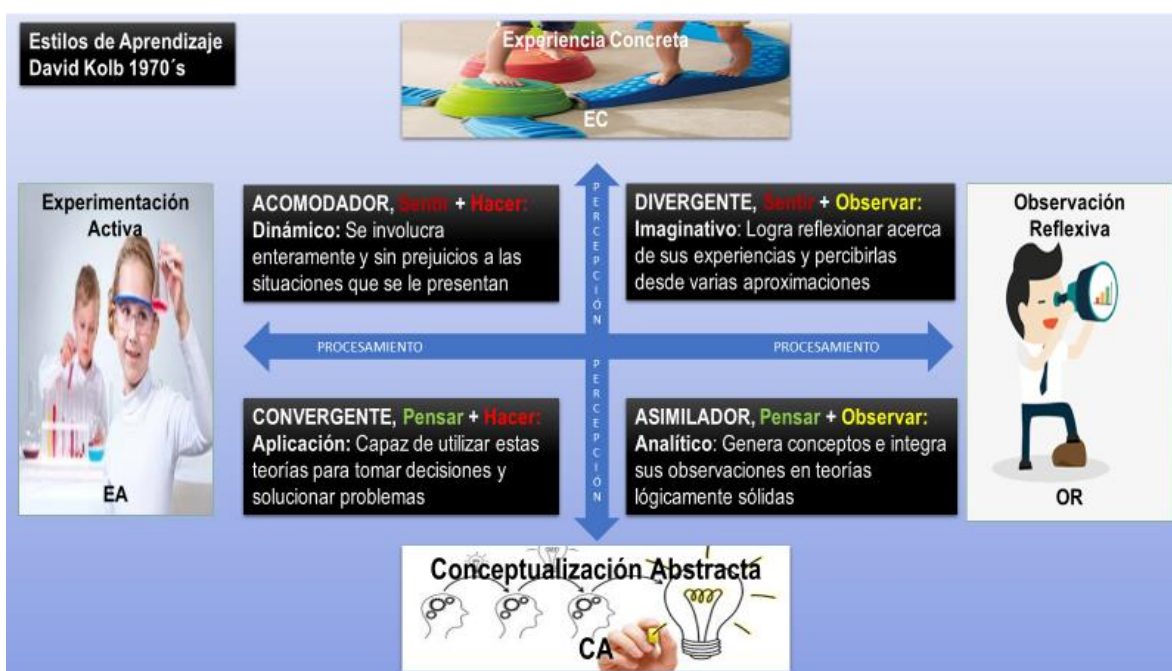 Estilos de Aprendizaje
David Kolb 1970´s
Experiencia Concreta
EC
Experimentación
Activa
EA
ACOMODADOR, Sentir + Hacer:
Dinámico: Se involucra
enteramente y sin prejuicios a las
situaciones que se le presentan
PERCEPCIÓN
DIVERGENTE, Sentir + Observar:
Imaginativo: Logra reflexionar acerca
de sus experiencias y percibirlas
desde varias aproximaciones
Observación
Reflexiva
OR
PROCESAMIENTO
PROCESAMIENTO
CONVERGENTE, Pensar + Hacer:
Aplicación: Capaz de utilizar estas
teorías para tomar decisiones y
solucionar problemas
PERCEPCIÓN
ASIMILADOR, Pensar + Observar:
Analítico: Genera conceptos e integra
sus observaciones en teorías
lógicamente sólidas
Conceptualización Abstracta
CA